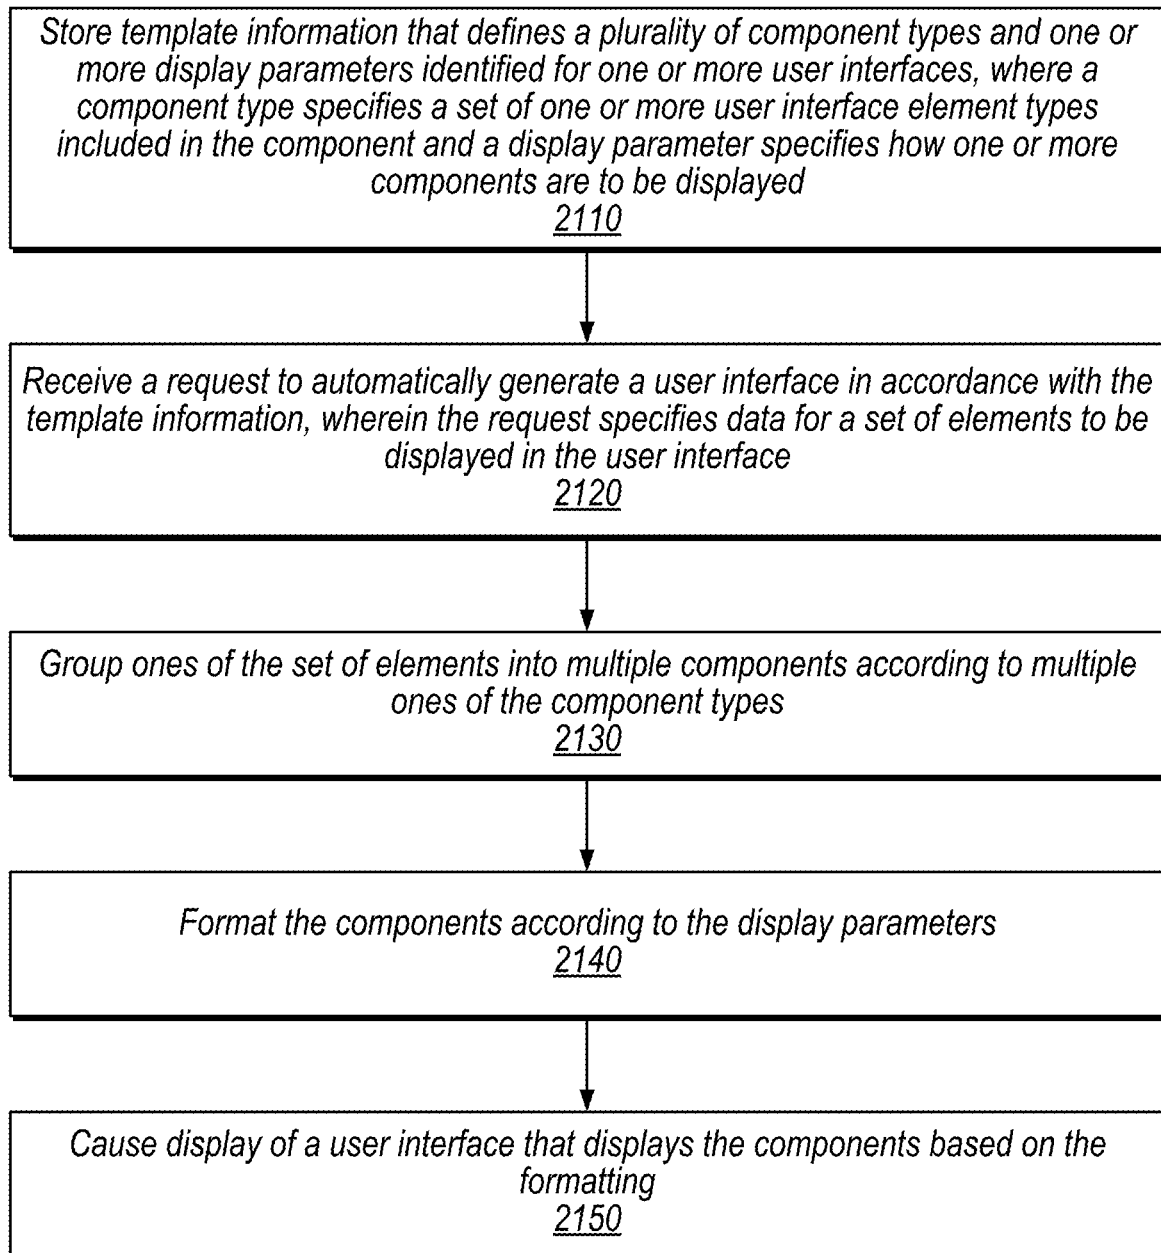 Store template information that defines a plurality of component types and one or
more display parameters identified for one or more user interfaces, where a
component type specifies a set of one or more user interface element types
included in the component and a display parameter specifies how one or more
components are to be displayed
2110
Receive a request to automatically generate a user interface in accordance with the
template information, wherein the request specifies data for a set of elements to be
displayed in the user interface
2120
Group ones of the set of elements into multiple components according to multiple
ones of the component types
2130
Format the components according to the display parameters
2140
Cause display of a user interface that displays the components based on the
formatting
2150